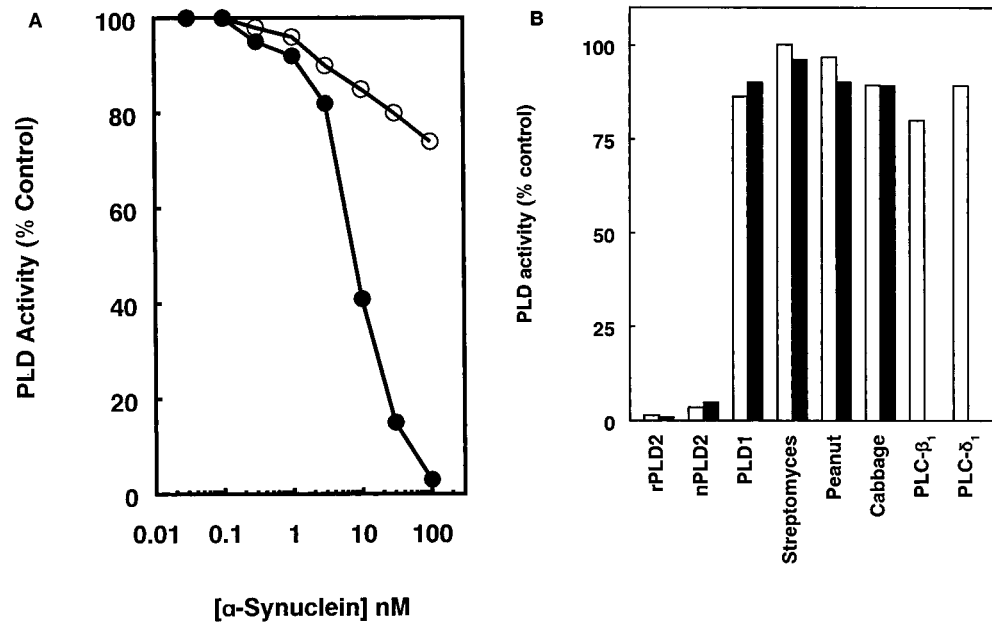 A
PLD Activity (% Control)
100
80
60
40
20
0
0.01 0.1 1 10 100
[α-Synuclein] nM
B
PLD activity (% control)
100
75
50
25
0
rPLD2
nPLD2
PLD1
Streptomyces
Peanut
Cabbage
PLC-β₁
PLC-δ₁